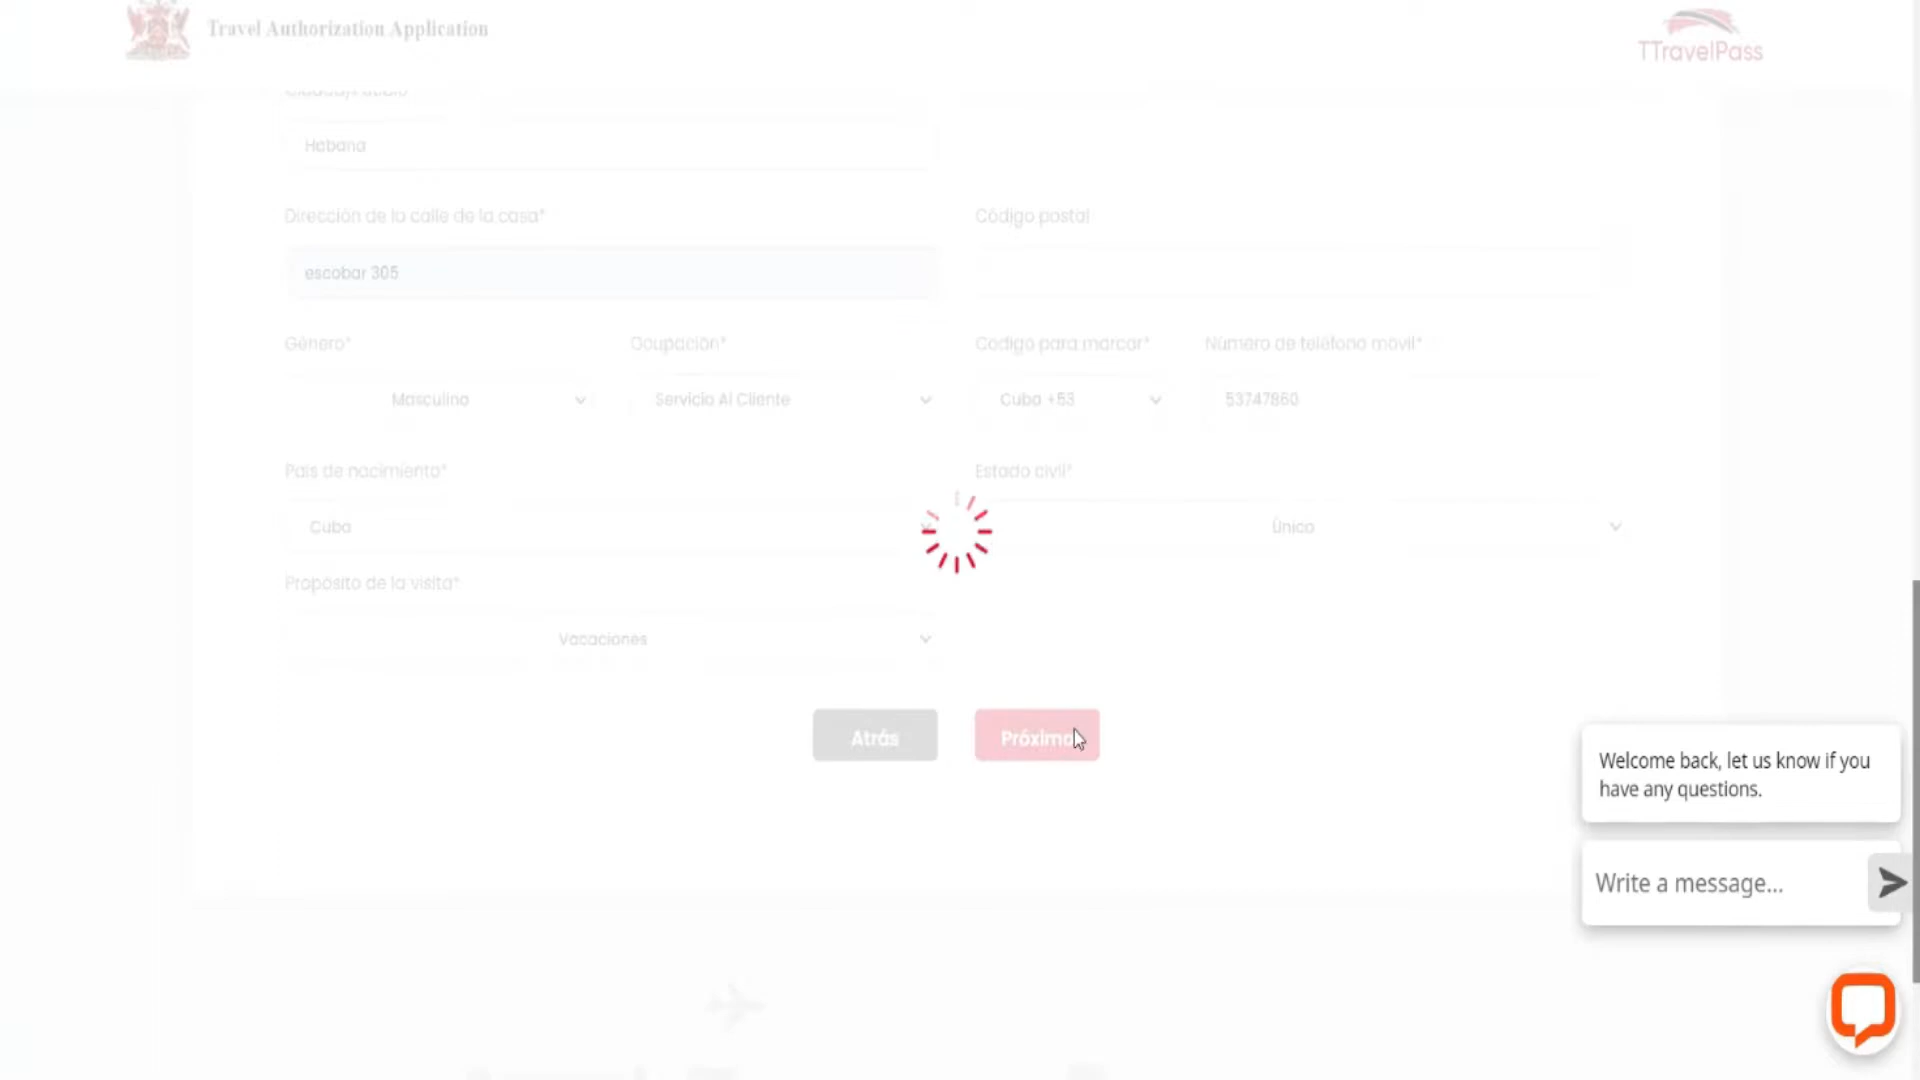 Travel Authorization Application
TTravelPass
Habana
Dirección de la calle de la casa*
Código postal
escobar 305
Género*
Ocupación*
Código para marcar*
Número de teléfono móvil*
Masculino
Servicio Al Cliente
Cuba +53
53747860
País de nacimiento*
Estado civil*
Cuba
Único
Propósito de la visita*
Vacaciones
Atrás
Próximo
Welcome back, let us know if you
have any questions.
Write a message...